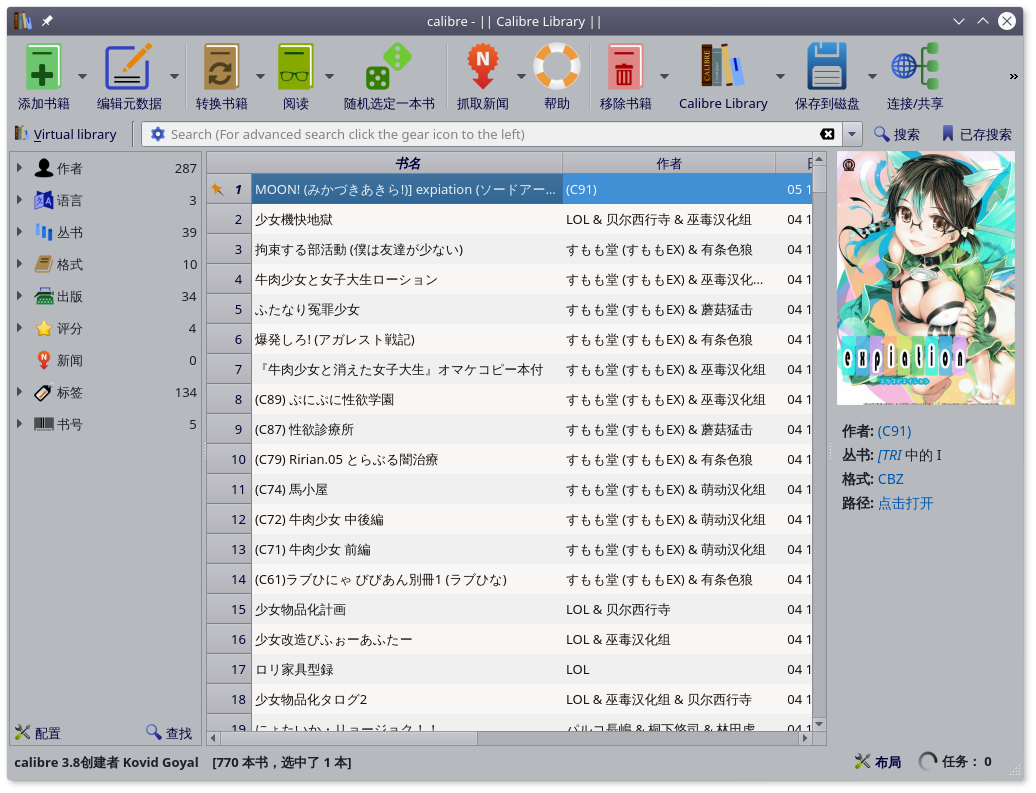 calibre - || Calibre Library ||
添加书籍
编辑元数据
转换书籍
阅读
随机选定一本书
抓取新闻
帮助
移除书籍
Calibre Library
保存到磁盘
连接/共享
»
Virtual library
Search (For advanced search click the gear icon to the left)
搜索
已存搜索
作者 287
语言 3
丛书 39
格式 10
出版 34
评分 4
新闻 0
标签 134
书号 5
书名 作者
1 MOON! (みかづきあきら!)] expiation (ソードアー... (C91) 05 1
2 少女機快地獄 LOL & 贝尔西行寺 & 巫毒汉化组 04 1
3 拘束する部活動 (僕は友達が少ない) すもも堂 (すももEX) & 有条色狼 04 1
4 牛肉少女と女子大生ローション すもも堂 (すももEX) & 巫毒汉化... 04 1
5 ふたなり冤罪少女 すもも堂 (すももEX) & 蘑菇猛击 04 1
6 爆発しろ! (アガレスト戦記) すもも堂 (すももEX) & 有条色狼 04 1
7 『牛肉少女と消えた女子大生』オマケコピー本付 すもも堂 (すももEX) & 巫毒汉化组 04 1
8 (C89) ぷにぷに性欲学園 すもも堂 (すももEX) & 巫毒汉化组 04 1
9 (C87) 性欲診療所 すもも堂 (すももEX) & 蘑菇猛击 04 1
10 (C79) Ririan.05 とらぶる闇治療 すもも堂 (すももEX) & 有条色狼 04 1
11 (C74) 馬小屋 すもも堂 (すももEX) & 萌动汉化组 04 1
12 (C72) 牛肉少女 中後編 すもも堂 (すももEX) & 萌动汉化组 04 1
13 (C71) 牛肉少女 前編 すもも堂 (すももEX) & 萌动汉化组 04 1
14 (C61)ラブひにゃ びびあん別冊1 (ラブひな) すもも堂 (すももEX) & 有条色狼 04 1
15 少女物品化計画 LOL & 贝尔西行寺 04 1
16 少女改造びふぉーあふたー LOL & 巫毒汉化组 04 1
17 ロリ家具型録 LOL 04 1
18 少女物品化タログ2 LOL & 巫毒汉化组 & 贝尔西行寺 04 1
19
expiation
作者: (C91)
丛书: [TRI 中的 I
格式: CBZ
路径: 点击打开
配置
查找
calibre 3.8创建者 Kovid Goyal [770 本书，选中了 1 本]
布局
任务： 0